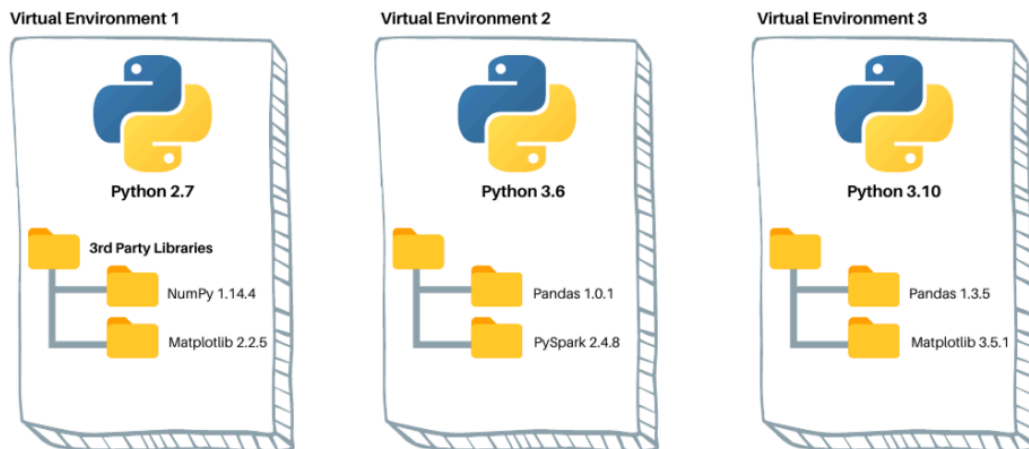 Virtual Environment 1
Python 2.7
3rd Party Libraries
NumPy 1.14.4
Matplotlib 2.2.5
Virtual Environment 2
Python 3.6
Pandas 1.0.1
PySpark 2.4.8
Virtual Environment 3
Python 3.10
Pandas 1.3.5
Matplotlib 3.5.1